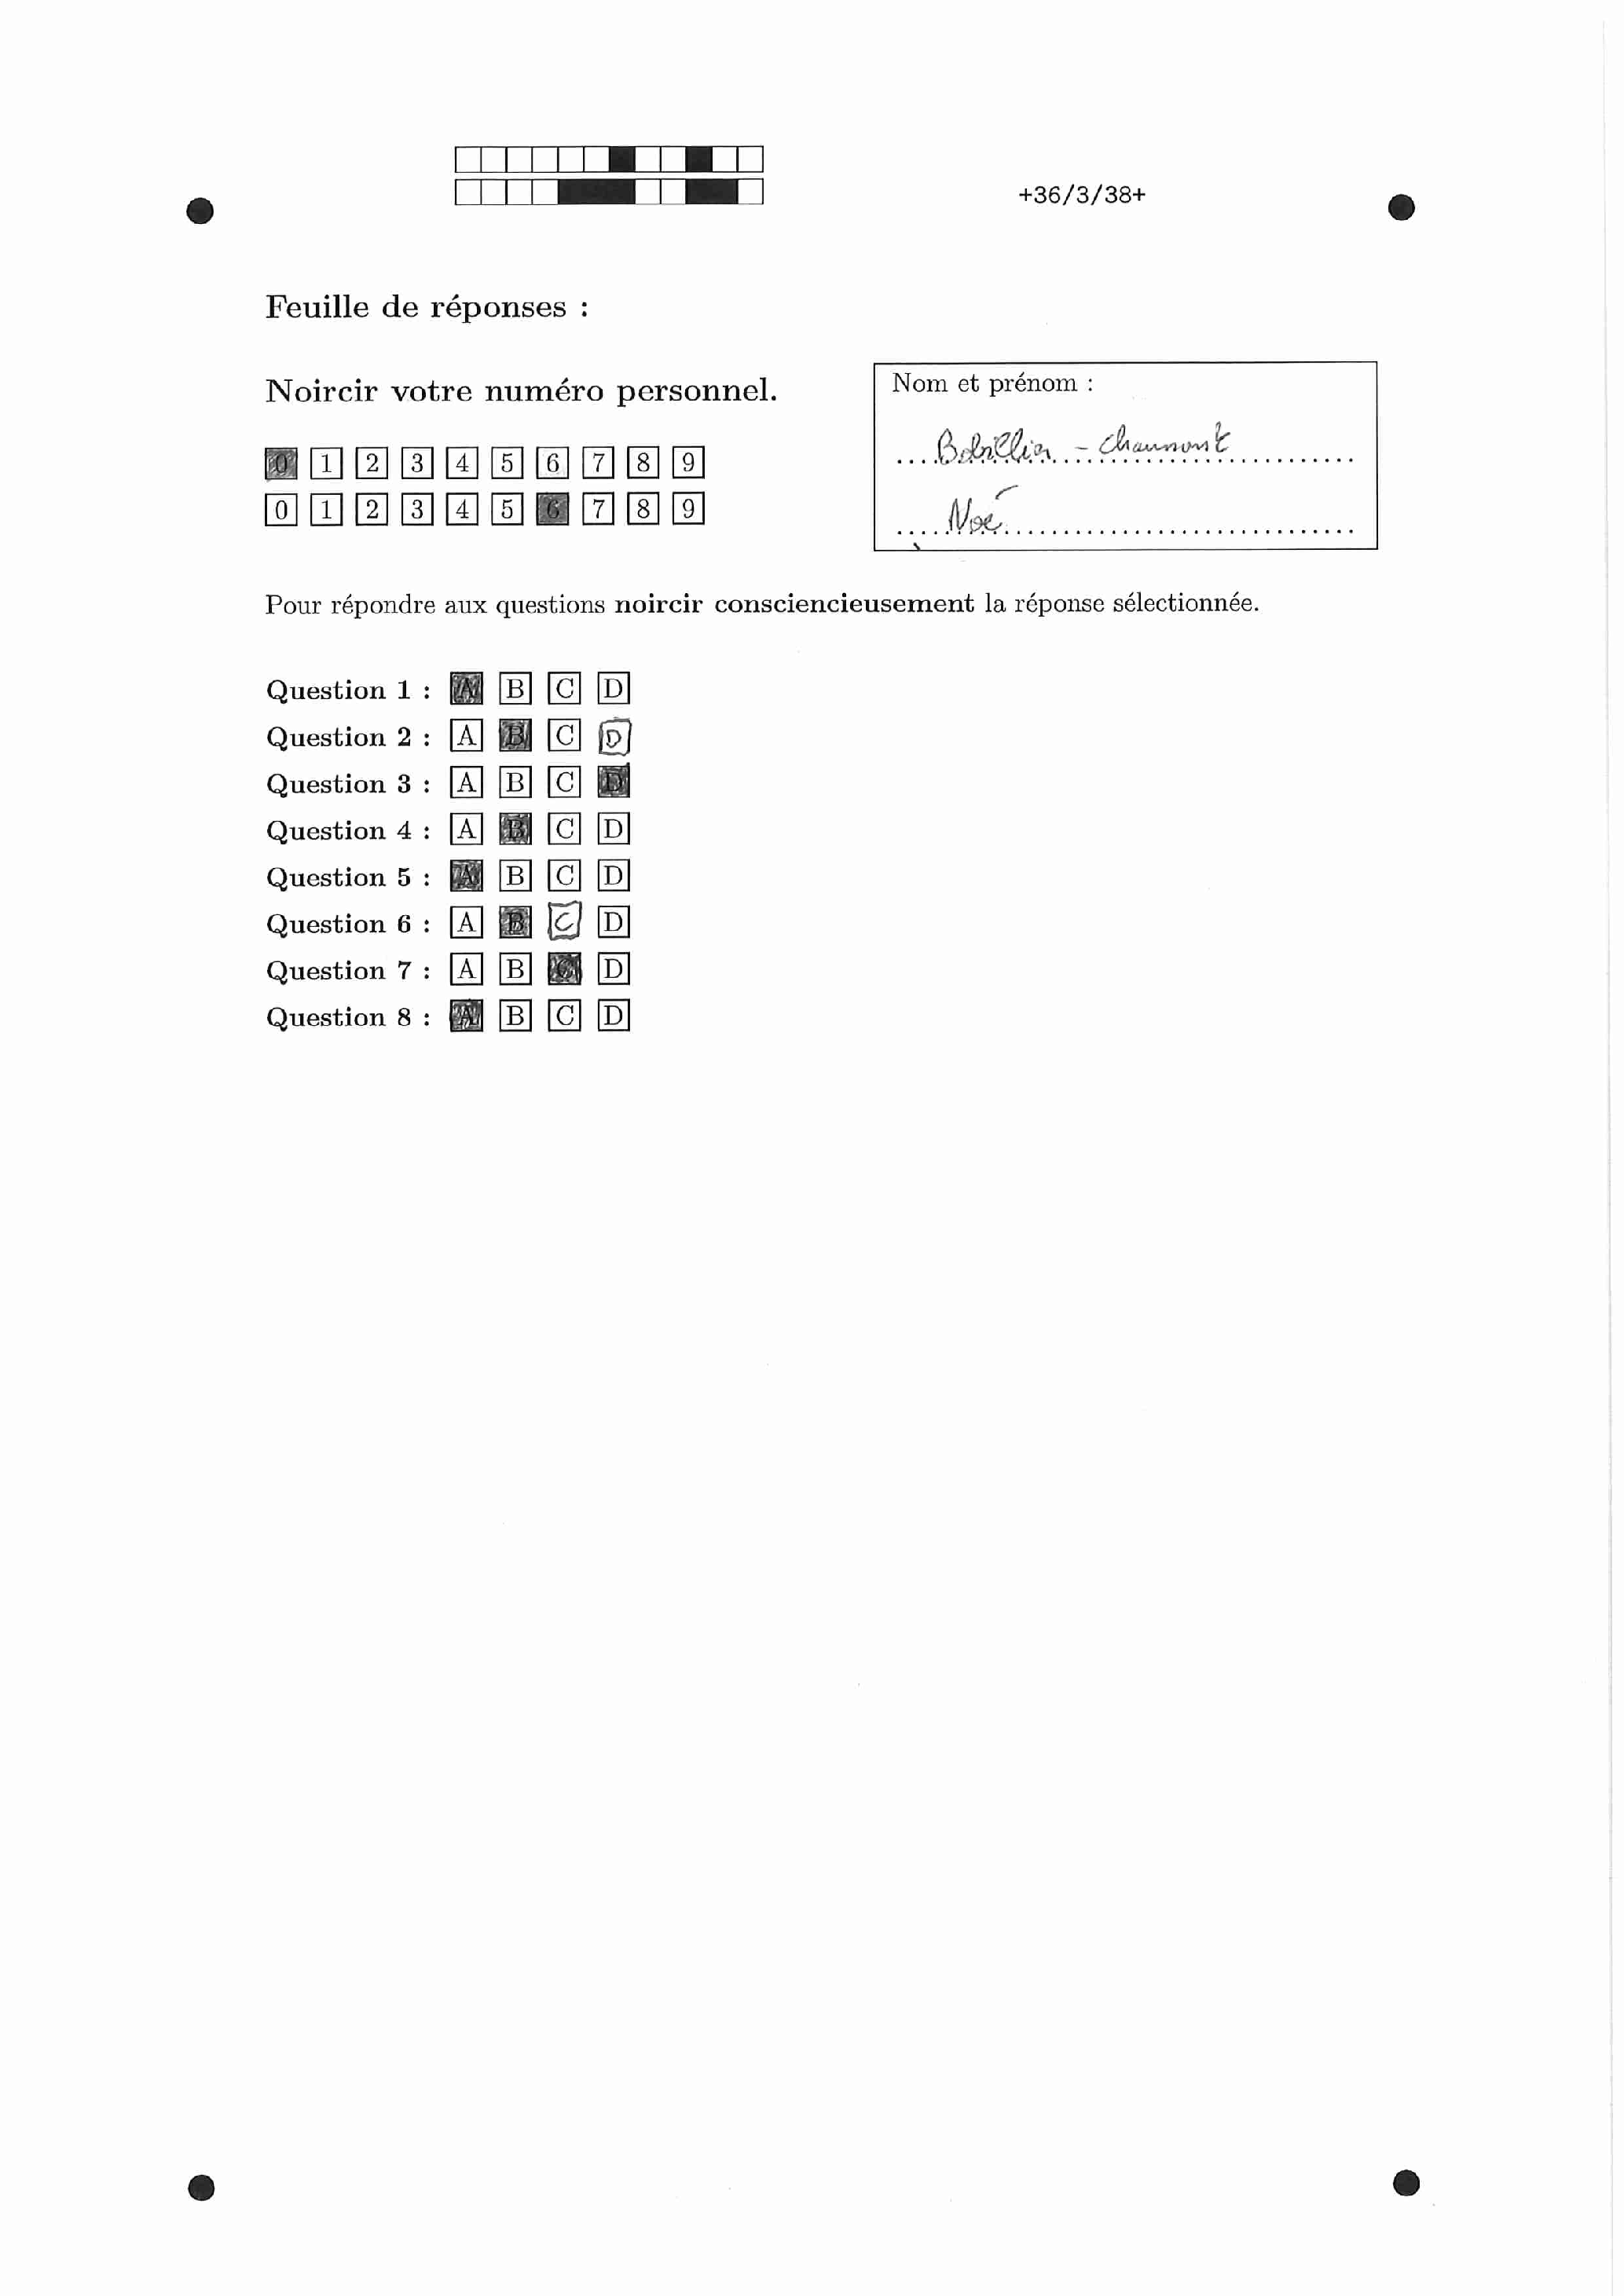 +36/3/38+
Feuille de réponses :
Noircir votre numéro personnel.
0 1 2 3 4 5 6 7 8 9
0 1 2 3 4 5 6 7 8 9
Nom et prénom :
- Chaumont
Noé
Pour répondre aux questions noircir consciencieusement la réponse sélectionnée.
Question 1 : A B C D
Question 2 : A B C D
Question 3 : A B C D
Question 4 : A B C D
Question 5 : A B C D
Question 6 : A B C D
Question 7 : A B C D
Question 8 : A B C D